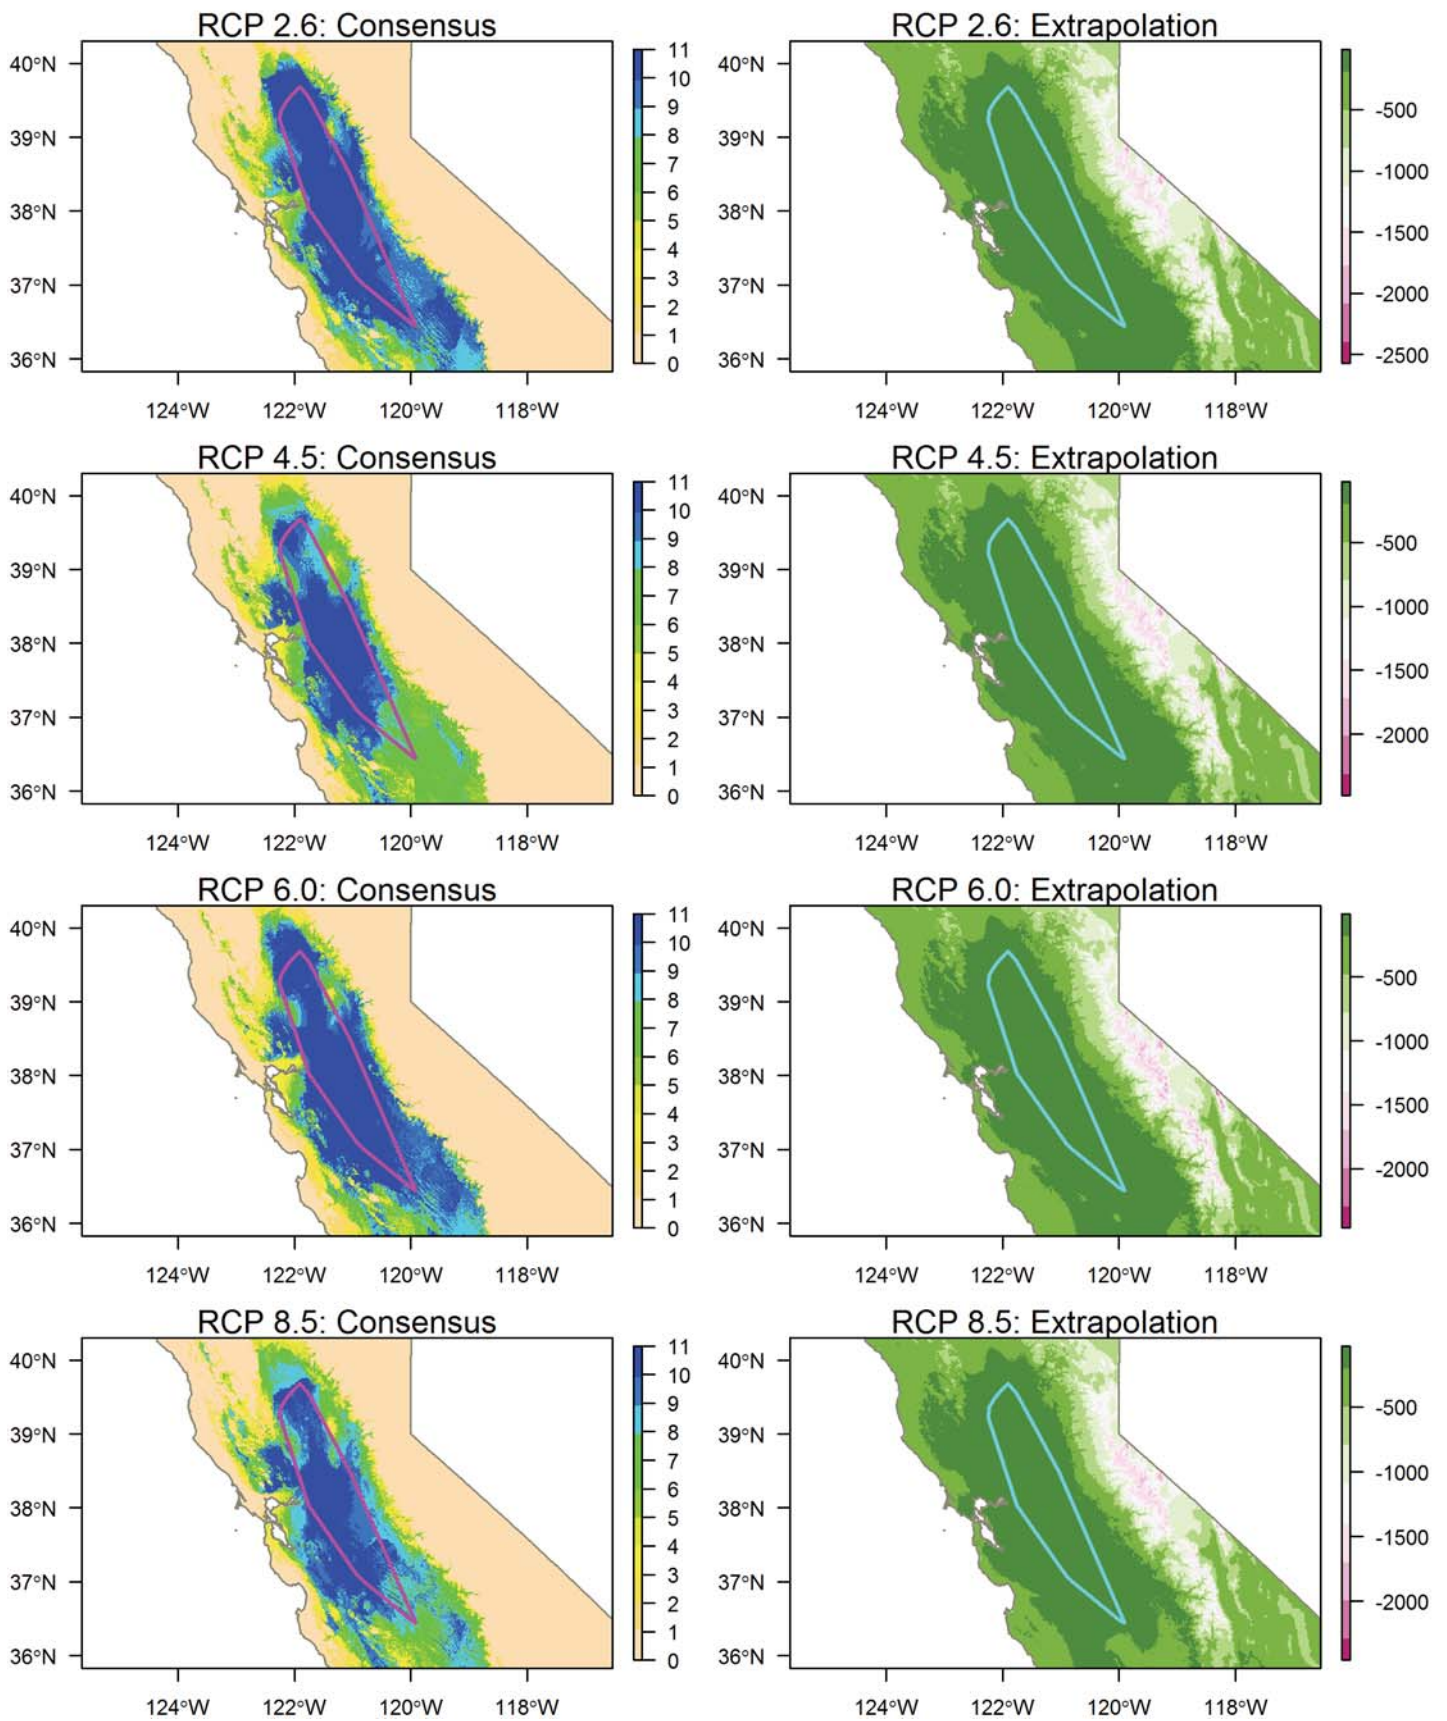 RCP 2.6: Consensus
40°N
39°N
38°N
37°N
36°N
124°W 122°W 120°W 118°W
11
10
9
8
7
6
5
4
3
2
1
0
RCP 2.6: Extrapolation
40°N
39°N
38°N
37°N
36°N
124°W 122°W 120°W 118°W
-500
-1000
-1500
-2000
-2500
RCP 4.5: Consensus
40°N
39°N
38°N
37°N
36°N
124°W 122°W 120°W 118°W
11
10
9
8
7
6
5
4
3
2
1
0
RCP 4.5: Extrapolation
40°N
39°N
38°N
37°N
36°N
124°W 122°W 120°W 118°W
-500
-1000
-1500
-2000
RCP 6.0: Consensus
40°N
39°N
38°N
37°N
36°N
124°W 122°W 120°W 118°W
11
10
9
8
7
6
5
4
3
2
1
0
RCP 6.0: Extrapolation
40°N
39°N
38°N
37°N
36°N
124°W 122°W 120°W 118°W
-500
-1000
-1500
-2000
RCP 8.5: Consensus
40°N
39°N
38°N
37°N
36°N
124°W 122°W 120°W 118°W
11
10
9
8
7
6
5
4
3
2
1
0
RCP 8.5: Extrapolation
40°N
39°N
38°N
37°N
36°N
124°W 122°W 120°W 118°W
-500
-1000
-1500
-2000